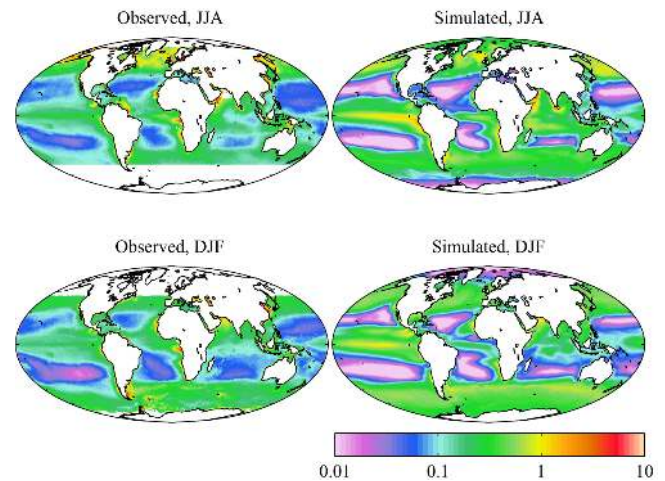 Observed, JJA
Simulated, JJA
Observed, DJF
Simulated, DJF
0.01 0.1 1 10